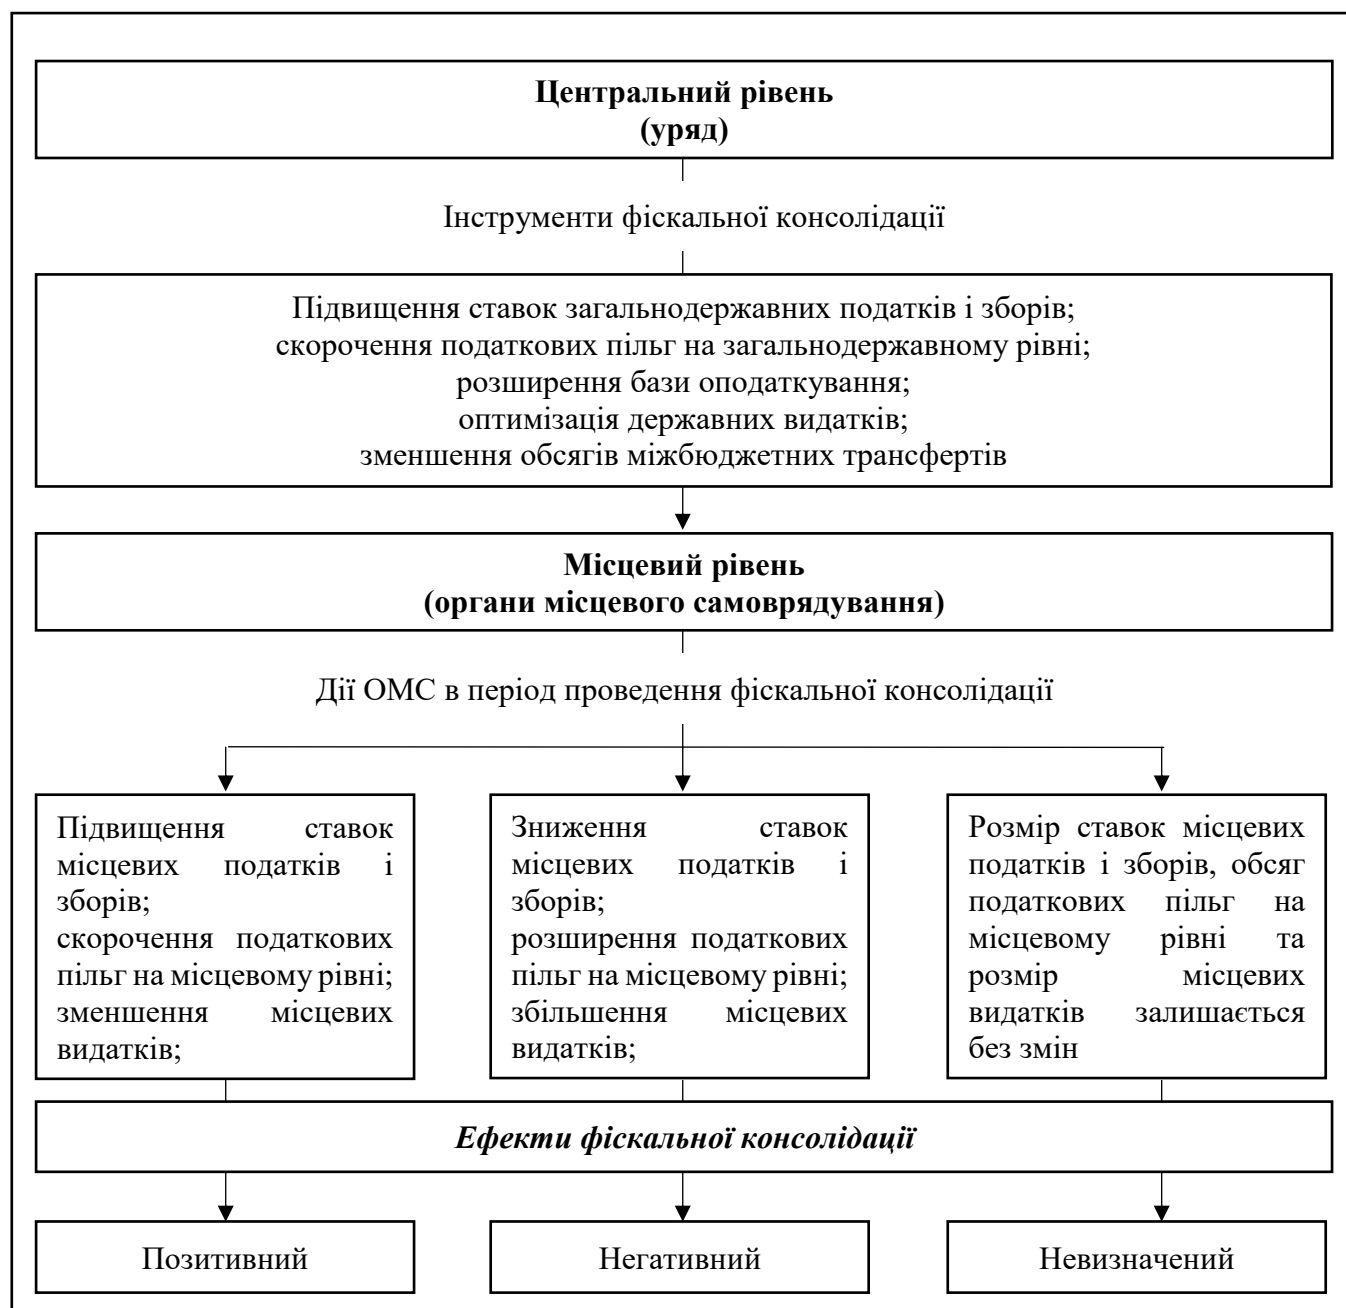 Центральний рівень
(уряд)
Інструменти фіскальної консолідації
Підвищення ставок загальнодержавних податків і зборів;
скорочення податкових пільг на загальнодержавному рівні;
розширення бази оподаткування;
оптимізація державних видатків;
зменшення обсягів міжбюджетних трансфертів
Місцевий рівень
(органи місцевого самоврядування)
Дії ОМС в період проведення фіскальної консолідації
Підвищення ставок
місцевих податків і
зборів;
скорочення податкових
пільг на місцевому рівні;
зменшення місцевих
видатків;
Зниження ставок
місцевих податків і
зборів;
розширення податкових
пільг на місцевому рівні;
збільшення місцевих
видатків;
Розмір ставок місцевих
податків і зборів, обсяг
податкових пільг на
місцевому рівні та
розмір місцевих
видатків залишається
без змін
Ефекти фіскальної консолідації
Позитивний
Негативний
Невизначений